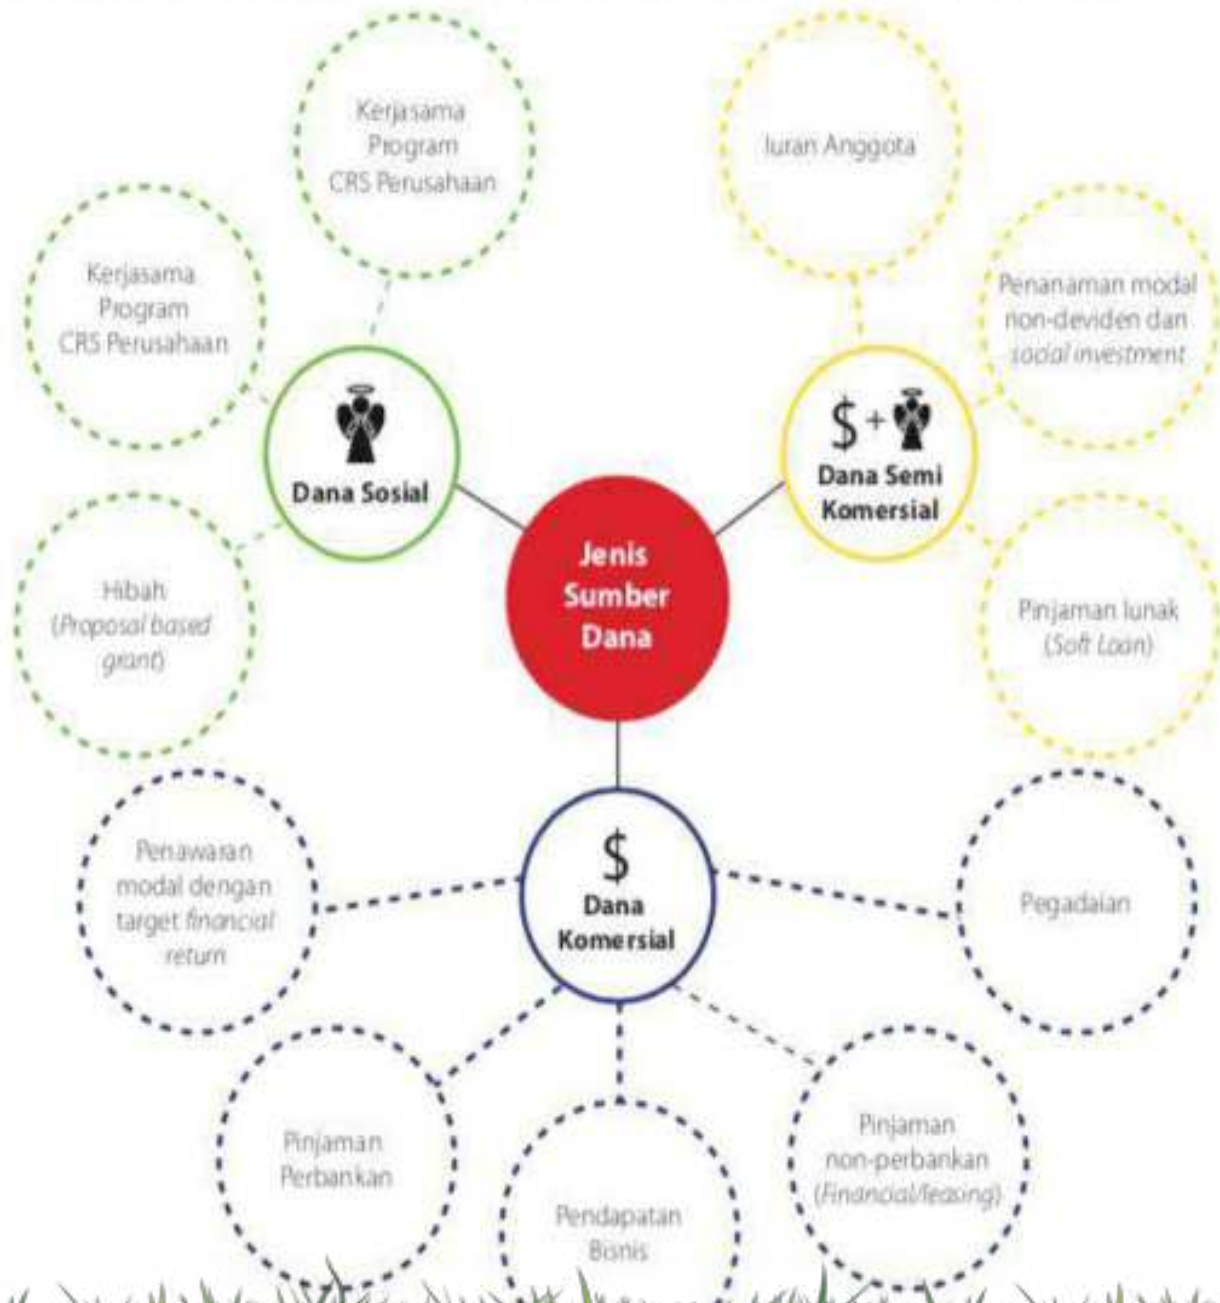 Kerjasama
Program
CRS Perusahaan
Iuran Anggota
Kerjasama
Program
CRS Perusahaan
Penanaman modal
non-deviden dan
social investment
$ +
Dana Sosial
Dana Semi
Komersial
Jenis
Sumber
Dana
Hibah
(Proposal based
grant)
Pinjaman lunak
(Soft Loan)
$
Dana
Komersial
Penawaran
modal dengan
target financial
return
Pegadaian
Pinjaman
Perbankan
Pendapatan
Bisnis
Pinjaman
non-perbankan
(Financial/leasing)